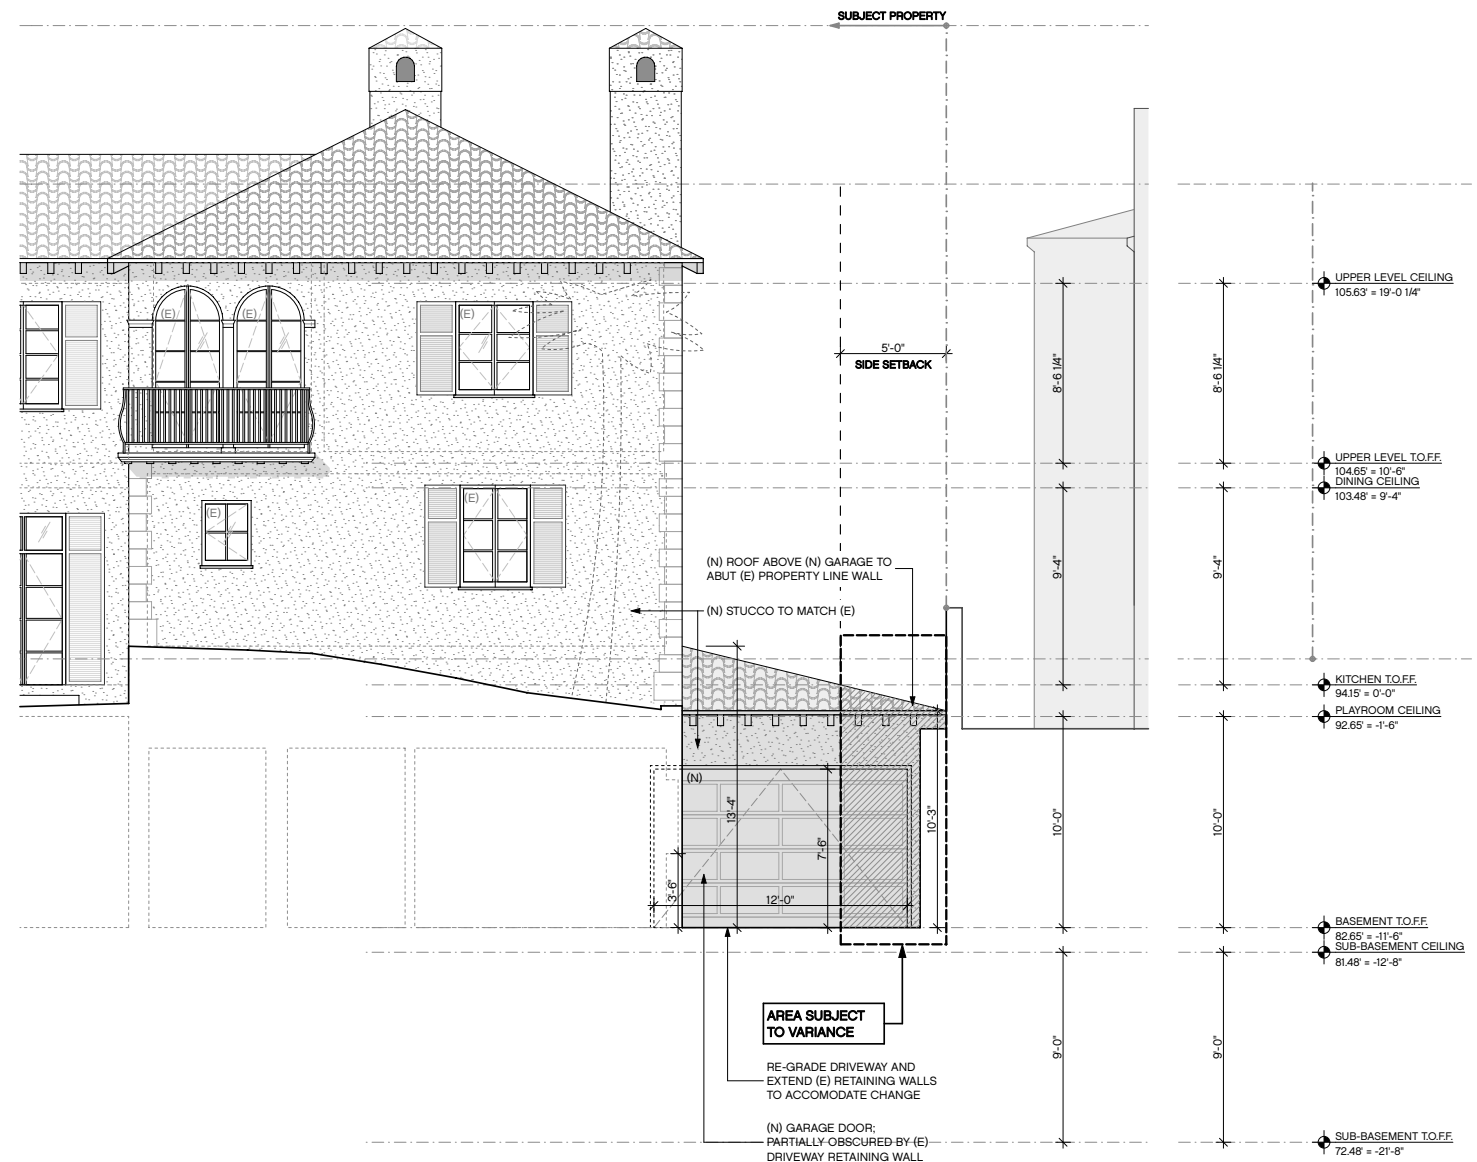 SUBJECT PROPERTY
UPPER LEVEL CEILING
105.63' = 19'-0 1/4"
(E)
(E)
(E)
5'-0"
SIDE SETBACK
8'-6 1/4"
8'-6 1/4"
UPPER LEVEL T.O.F.F.
104.65' = 10'-6"
DINING CEILING
103.48' = 9'-4"
(E)
(E)
(N) ROOF ABOVE (N) GARAGE TO
ABUT (E) PROPERTY LINE WALL
9'-4"
9'-4"
(N) STUCCO TO MATCH (E)
KITCHEN T.O.F.F.
94.15' = 0'-0"
PLAYROOM CEILING
92.65' = -1'-6"
(N)
13'-4"
7'-6"
10'-3"
10'-0"
10'-0"
3'-6"
12'-0"
BASEMENT T.O.F.F.
82.65' = -11'-6"
SUB-BASEMENT CEILING
81.48' = -12'-8"
AREA SUBJECT
TO VARIANCE
9'-0"
9'-0"
RE-GRADE DRIVEWAY AND
EXTEND (E) RETAINING WALLS
TO ACCOMODATE CHANGE
(N) GARAGE DOOR;
PARTIALLY OBSCURED BY (E)
DRIVEWAY RETAINING WALL
SUB-BASEMENT T.O.F.F.
72.48' = -21'-8"